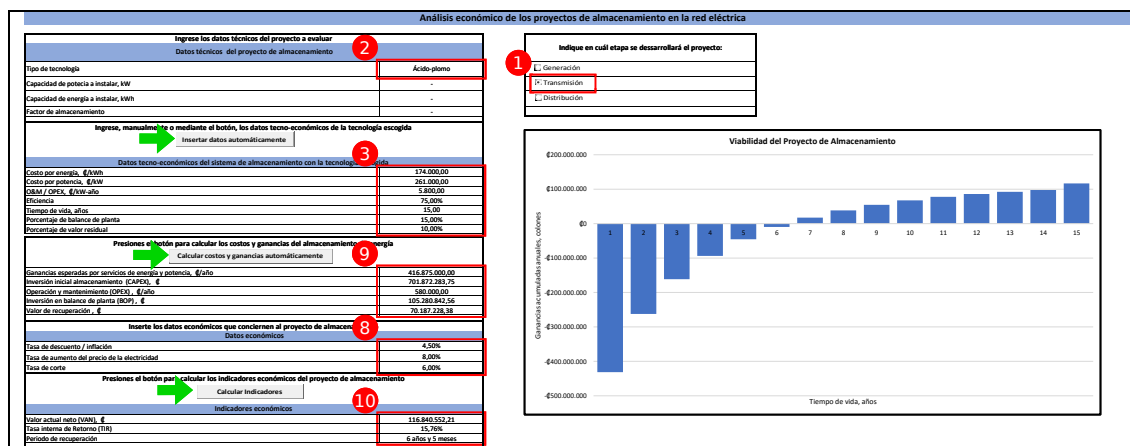 Análisis económico de los proyectos de almacenamiento en la red eléctrica
Ingrese los datos técnicos del proyecto a evaluar
2
Datos técnicos del proyecto de almacenamiento
Tipo de tecnología Ácido-plomo
Capacidad de potecia a instalar, kW -
Capacidad de energía a instalar, kWh -
Factor de almacenamiento -
Ingrese, manualmente o mediante el botón, los datos tecno-económicos de la tecnología escogida
Insertar datos automáticamente
3
Datos tecno-económicos del sistema de almacenamiento con la tecnología escogida
Costo por energía, ₡/kWh 174.000,00
Costo por potencia, ₡/kW 261.000,00
O&M / OPEX, ₡/kW-año 5.800,00
Eficiencia 75,00%
Tiempo de vida, años 15,00
Porcentaje de balance de planta 15,00%
Porcentaje de valor residual 10,00%
Presiones el botón para calcular los costos y ganancias del almacenamiento energía
Calcular costos y ganancias automáticamente
9
Ganancias esperadas por servicios de energía y potencia, ₡/año 416.875.000,00
Inversión inicial almacenamiento (CAPEX), ₡ 701.872.283,75
Operación y mantenimiento (OPEX) , ₡/año 580.000,00
Inversión en balance de planta (BOP) , ₡ 105.280.842,56
Valor de recuperación , ₡ 70.187.228,38
Inserte los datos económicos que conciernen al proyecto de almacena
8
Datos económicos
Tasa de descuento / inflación 4,50%
Tasa de aumento del precio de la electricidad 8,00%
Tasa de corte 6,00%
Presiones el botón para calcular los indicadores económicos del proyecto de almacenamiento
Calcular Indicadores
10
Indicadores económicos
Valor actual neto (VAN), ₡ 116.840.552,21
Tasa interna de Retorno (TIR) 15,76%
Periodo de recuperación 6 años y 5 meses
Indique en cuál etapa se dessarrollará el proyecto:
1
Generación
Transmisión
Distribución
Viabilidad del Proyecto de Almacenamiento
Ganancias acumuladas anuales, colones
₡200.000.000
₡100.000.000
₡0
-₡100.000.000
-₡200.000.000
-₡300.000.000
-₡400.000.000
-₡500.000.000
1 2 3 4 5 6 7 8 9 10 11 12 13 14 15
Tiempo de vida, años